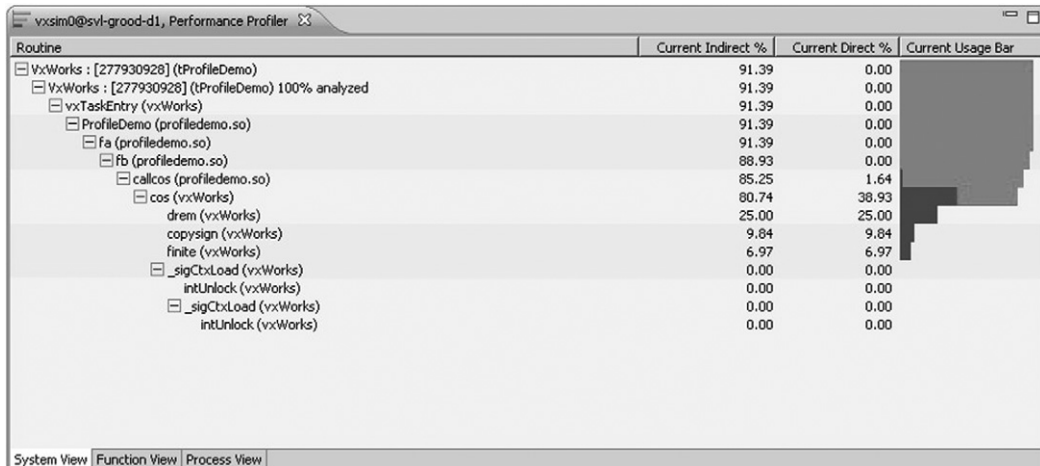 vxsim0@svl-grood-d1, Performance Profiler
Routine Current Indirect % Current Direct % Current Usage Bar
VxWorks : [277930928] (tProfileDemo) 91.39 0.00
VxWorks : [277930928] (tProfileDemo) 100% analyzed 91.39 0.00
vxTaskEntry (vxWorks) 91.39 0.00
ProfileDemo (profiledemo.so) 91.39 0.00
fa (profiledemo.so) 91.39 0.00
fb (profiledemo.so) 88.93 0.00
callcos (profiledemo.so) 85.25 1.64
cos (vxWorks) 80.74 38.93
drem (vxWorks) 25.00 25.00
copysign (vxWorks) 9.84 9.84
finite (vxWorks) 6.97 6.97
_sigCtxLoad (vxWorks) 0.00 0.00
intUnlock (vxWorks) 0.00 0.00
_sigCtxLoad (vxWorks) 0.00 0.00
intUnlock (vxWorks) 0.00 0.00
System View Function View Process View